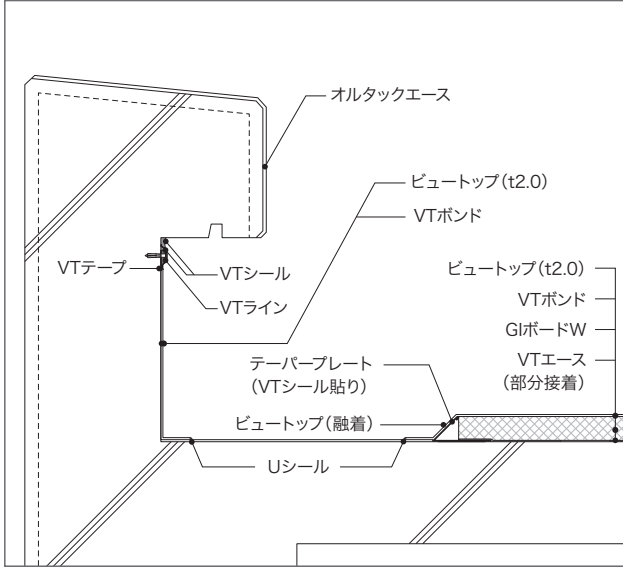 オルタックエース
ビュートップ(t2.0)
VTボンド
VTテープ
VTシール
VTライン
ビュートップ(t2.0)
VTボンド
GIボードW
VTエース
(部分接着)
テーパープレート
(VTシール貼り)
ビュートップ(融着)
Uシール